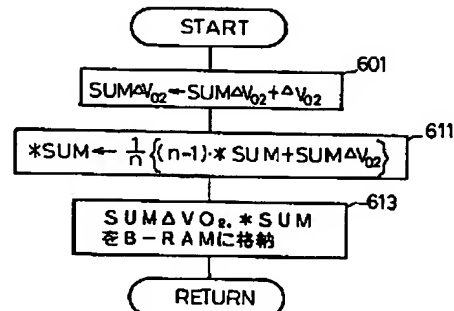 START
601
SUMΔV₀₂←SUMΔV₀₂+ΔV₀₂
611
*SUM← 1/n {(n-1)·*SUM+SUMΔV₀₂}
613
SUMΔVO₂. *SUM
をB-RAMに格納
RETURN